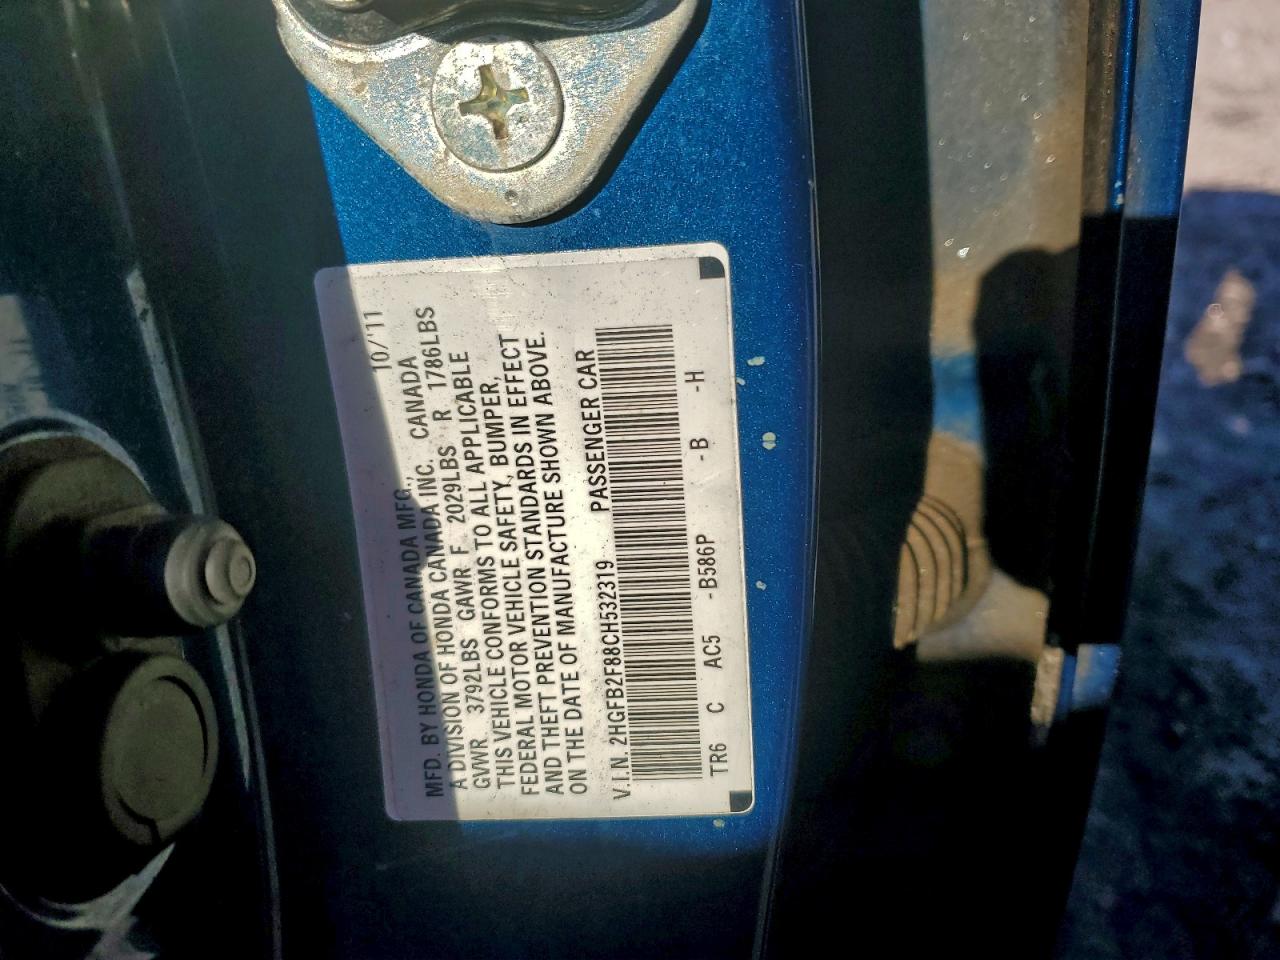 MFD. BY HONDA OF CANADA MFG., 10/'11
A DIVISION OF HONDA CANADA INC. CANADA
GVWR 3792LBS GAWR F 2029LBS R 1786LBS
THIS VEHICLE CONFORMS TO ALL APPLICABLE
FEDERAL MOTOR VEHICLE SAFETY, BUMPER,
AND THEFT PREVENTION STANDARDS IN EFFECT
ON THE DATE OF MANUFACTURE SHOWN ABOVE.
V.I.N. 2HGFB2F88CH532319 PASSENGER CAR
TR6 C AC5 -B586P -B -H